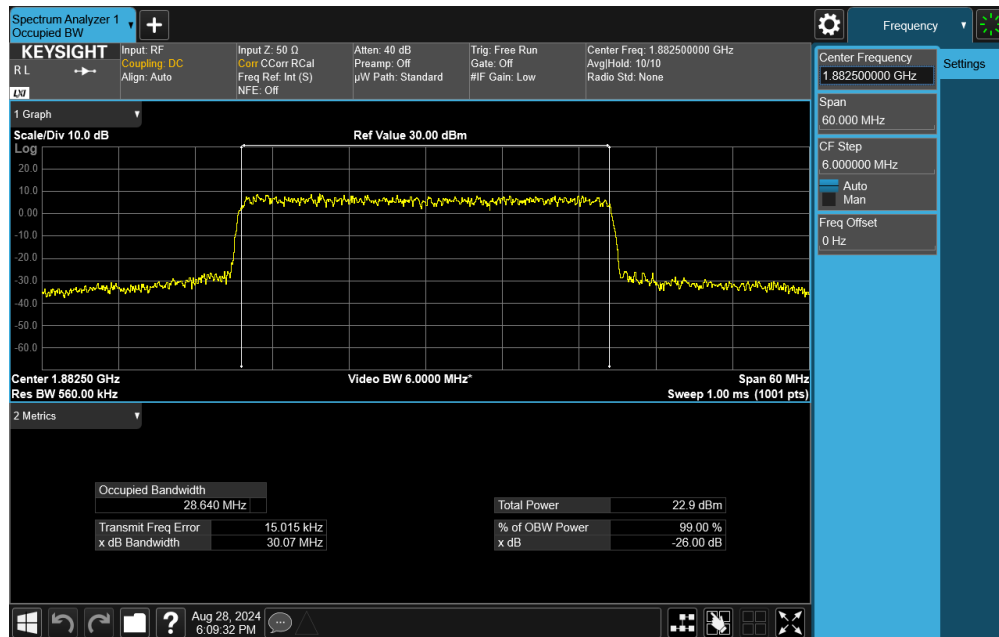 Spectrum Analyzer 1
Occupied BW
+
Frequency
KEYSIGHT
R L
LXI
Input: RF
Coupling: DC
Align: Auto
Input Z: 50 Ω
Corr CCorr RCal
Freq Ref: Int (S)
NFE: Off
Atten: 40 dB
Preamp: Off
µW Path: Standard
Trig: Free Run
Gate: Off
#IF Gain: Low
Center Freq: 1.882500000 GHz
Avg|Hold: 10/10
Radio Std: None
Center Frequency
1.882500000 GHz
Settings
Span
60.000 MHz
CF Step
6.000000 MHz
Auto
Man
Freq Offset
0 Hz
1 Graph
Scale/Div 10.0 dB
Ref Value 30.00 dBm
Log
20.0
10.0
0.00
-10.0
-20.0
-30.0
-40.0
-50.0
-60.0
Center 1.88250 GHz
Video BW 6.0000 MHz*
Span 60 MHz
Res BW 560.00 kHz
Sweep 1.00 ms (1001 pts)
2 Metrics
Occupied Bandwidth
28.640 MHz
Total Power 22.9 dBm
Transmit Freq Error 15.015 kHz
% of OBW Power 99.00 %
x dB Bandwidth 30.07 MHz
x dB -26.00 dB
?
Aug 28, 2024
6:09:32 PM